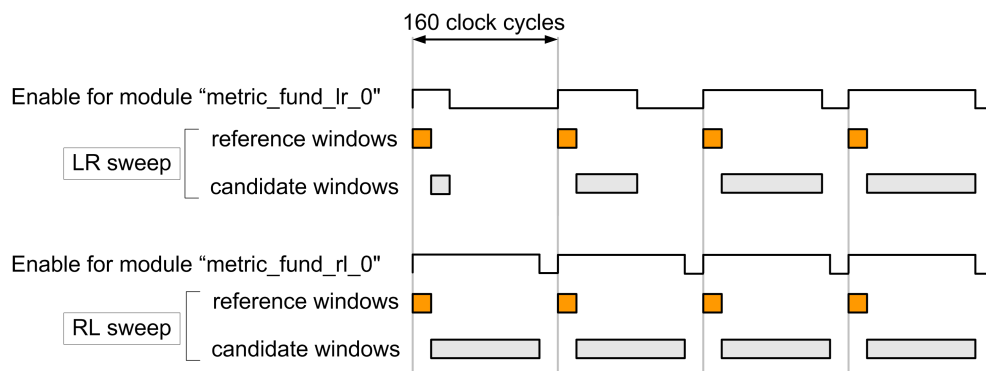 160 clock cycles
Enable for module “metric_fund_lr_0"
reference windows
LR sweep
candidate windows
Enable for module “metric_fund_rl_0"
reference windows
RL sweep
candidate windows